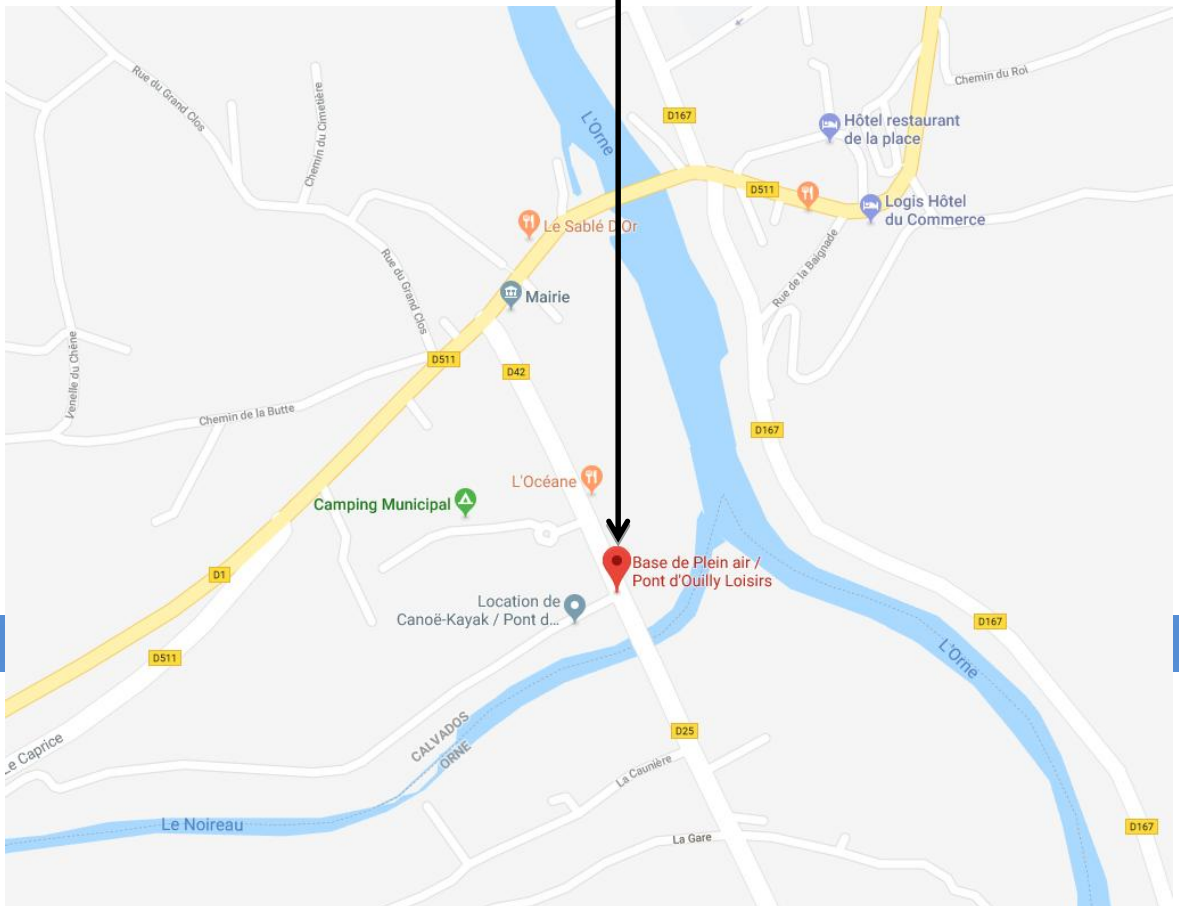 Rue du Grand Clos
Chemin du Cimetière
L'Orne
D167
Chemin du Roi
Hôtel restaurant
de la place
D511
Logis Hôtel
du Commerce
Le Sablé D'Or
Rue du Grand Clos
Rue de la Baignade
Mairie
Venelle du Chêne
D511
D42
Chemin de la Butte
D167
L'Océane
Camping Municipal
Base de Plein air /
Pont d'Ouilly Loisirs
D1
Location de
Canoë-Kayak / Pont d...
D167
D511
L'Orne
CALVADOS
ORNE
D25
Le Caprice
La Caunière
Le Noireau
D167
La Gare